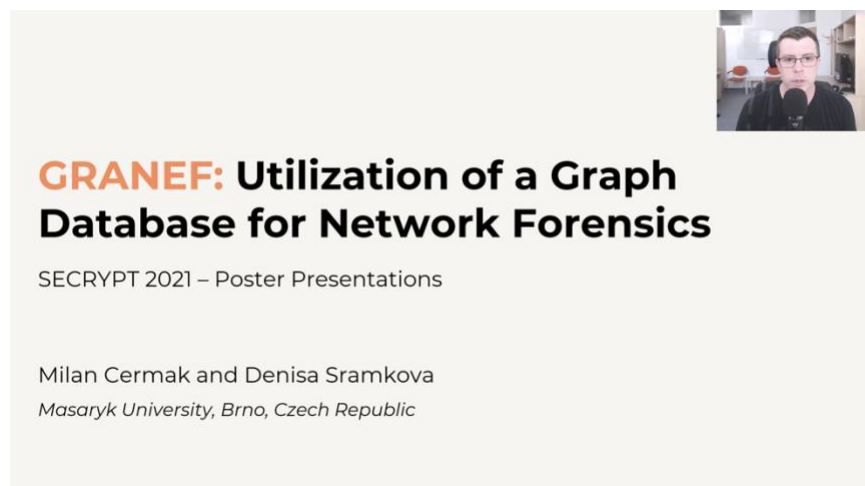 GRANEF: Utilization of a Graph
Database for Network Forensics
SECRYPT 2021 – Poster Presentations
Milan Cermak and Denisa Sramkova
Masaryk University, Brno, Czech Republic